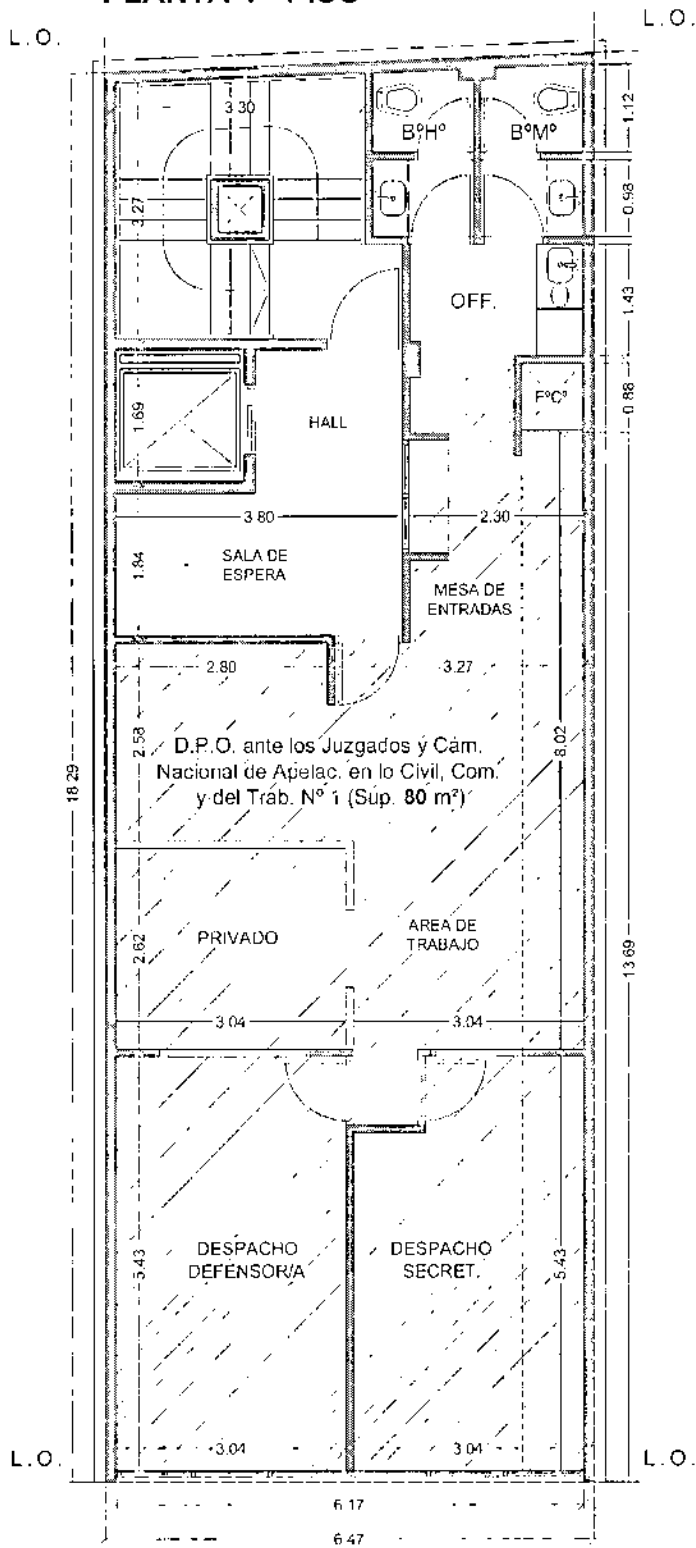 L.O.
L.O.
3.30
BºHº
BºMº
1.12
3.27
0.98
OFF.
1.43
HALL
FºCº
0.88
1.69
3.80
2.30
SALA DE
ESPERA
1.84
MESA DE
ENTRADAS
2.80
3.27
2.58
D.P.O. ante los Juzgados y Cám.
Nacional de Apelac. en lo Civil, Com.
y del Trab. Nº 1 (Sup. 80 m²)
8.02
18.29
PRIVADO
AREA DE
TRABAJO
2.62
13.69
3.04
3.04
DESPACHO
DEFENSOR/A
DESPACHO
SECRET.
5.43
5.43
3.04
3.04
L.O.
L.O.
6.17
6.47